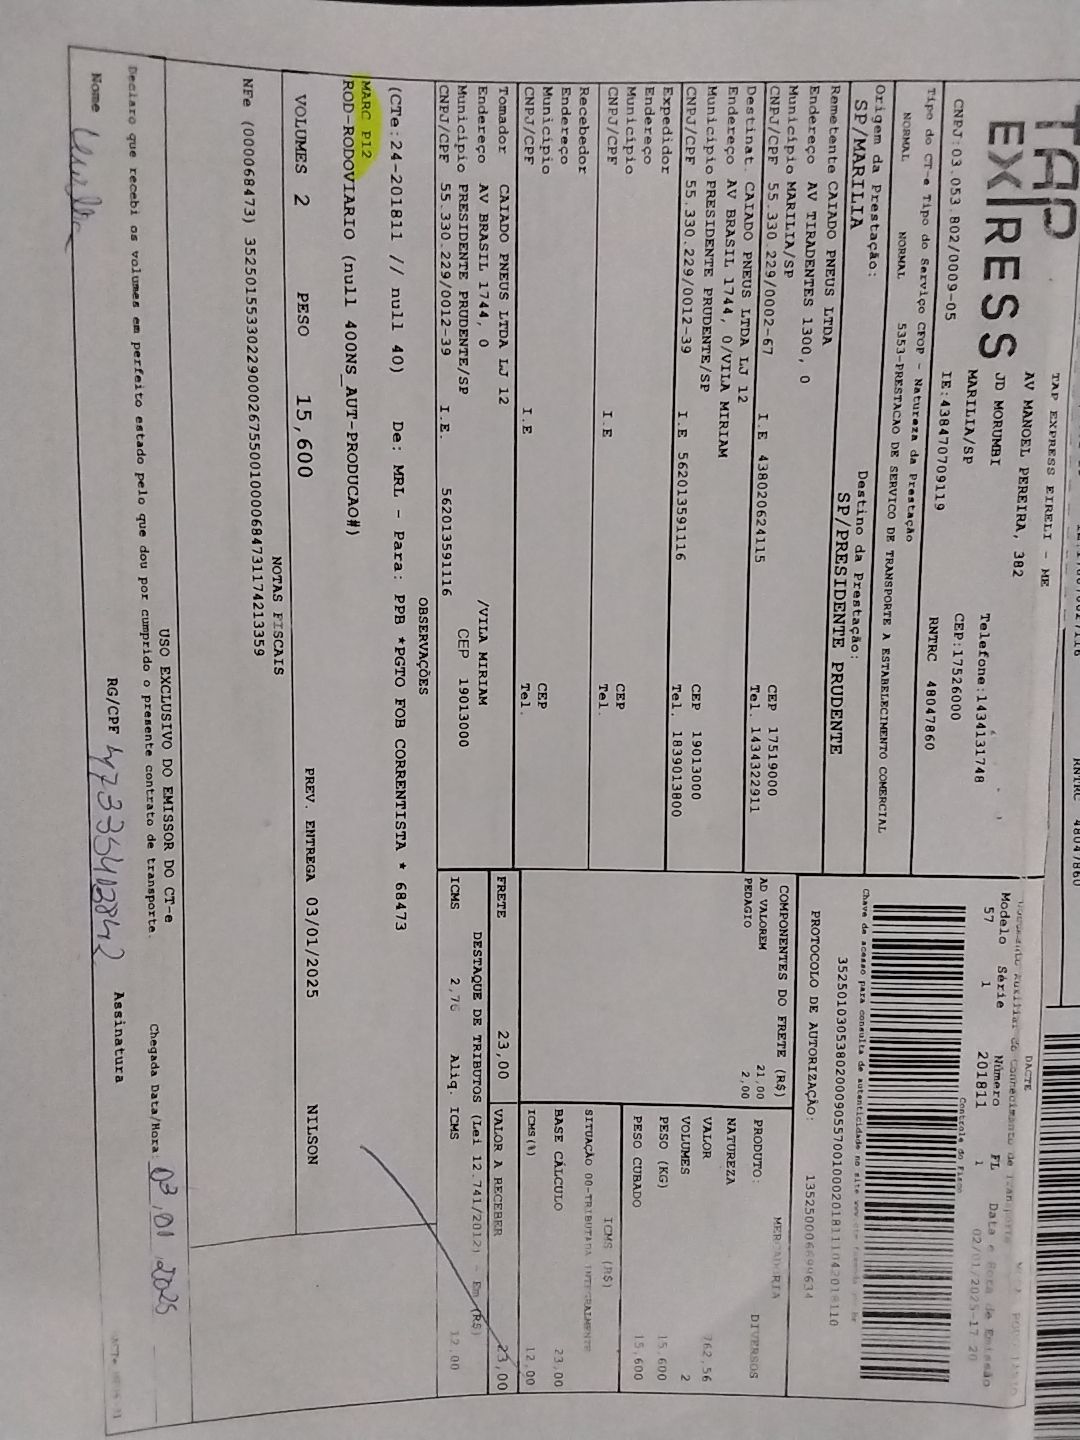 TAP
EXPRESS
TAP EXPRESS EIRELI - ME
AV MANOEL PEREIRA, 382
JD MORUMBI
MARILIA/SP
Telefone:1434131748
CEP:17526000
CNPJ:03.053.802/0009-05
IE:438470709119
RNTRC 48047860
DACTE
Modelo Série Número FL Data e Hora de Emissão
57 1 201811 1 02/01/2025-17:20
Controle do Fisco
Chave de acesso para consulta de autenticidade no site
PROTOCOLO DE AUTORIZAÇÃO:
Tipo do CT-e Tipo do Serviço CFOP - Natureza da Prestação
NORMAL NORMAL 5353-PRESTACAO DE SERVICO DE TRANSPORTE A ESTABELECIMENTO COMERCIAL
Origem da Prestação: Destino da Prestação:
SP/MARILIA SP/PRESIDENTE PRUDENTE
Remetente CAIADO PNEUS LTDA
Endereço AV TIRADENTES 1300, 0
Município MARILIA/SP CEP 17519000
CNPJ/CPF 55.330.229/0002-67 I.E 438020624115 Tel. 1434322911
Destinat. CAIADO PNEUS LTDA LJ 12
Endereço AV BRASIL 1744, 0/VILA MIRIAM
Município PRESIDENTE PRUDENTE/SP CEP 19013000
CNPJ/CPF 55.330.229/0012-39 I.E 562013591116 Tel. 1839013800
Expedidor
Endereço
Município CEP
CNPJ/CPF I.E Tel.
Recebedor
Endereço
Município CEP
CNPJ/CPF I.E Tel.
Tomador CAIADO PNEUS LTDA LJ 12
Endereço AV BRASIL 1744, 0 /VILA MIRIAM
Município PRESIDENTE PRUDENTE/SP CEP 19013000
CNPJ/CPF 55.330.229/0012-39 I.E. 562013591116
COMPONENTES DO FRETE (R$)
AD VALOREM 21,00
PEDAGIO 2,00
PRODUTO: DIVERSOS
NATUREZA MERCADORIA
VALOR 762,56
VOLUMES 2
PESO (KG) 15,600
PESO CUBADO 15,600
ICMS (R$)
SITUAÇÃO 00-TRIBUTADA INTEGRALMENTE
BASE CÁLCULO 23.00
ICMS(%) 12,00
FRETE 23,00 VALOR A RECEBER 23,00
DESTAQUE DE TRIBUTOS (Lei 12.741/2012) - Em (R$)
ICMS 2,76 Aliq. ICMS 12.00
OBSERVAÇÕES
(CTe:24-201811 // null 40) De: MRL - Para: PPB *PGTO FOB CORRENTISTA * 68473
MARC P12
ROD-RODOVIARIO (null 400NS_AUT-PRODUCAO#)
VOLUMES 2 PESO 15,600 PREV. ENTREGA 03/01/2025 NILSON
NOTAS FISCAIS
NFe (000068473) 35250155330229000267550010000684731174213359
USO EXCLUSIVO DO EMISSOR DO CT-e
Declaro que recebi os volumes em perfeito estado pelo que dou por cumprido o presente contrato de transporte.
Chegada Data/Hora: 03.01 2025
Nome RG/CPF 47335403842 Assinatura